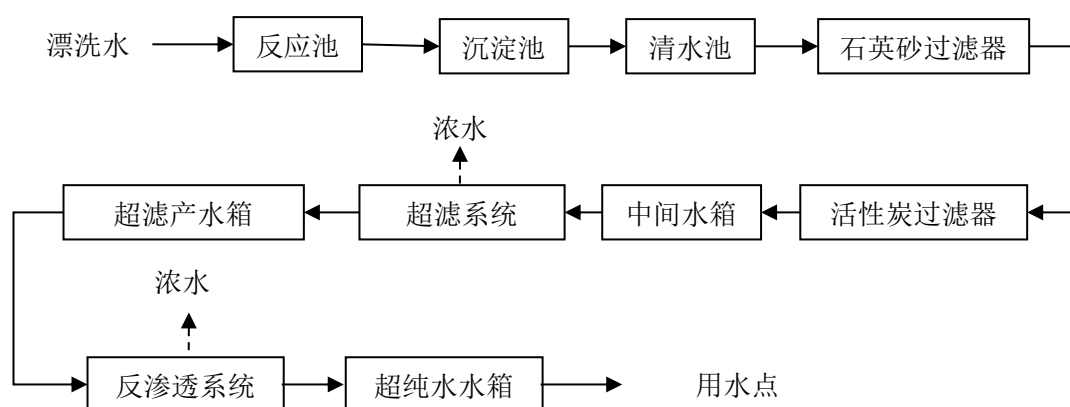 漂洗水
反应池
沉淀池
清水池
石英砂过滤器
浓水
超滤产水箱
超滤系统
中间水箱
活性炭过滤器
浓水
反渗透系统
超纯水水箱
用水点